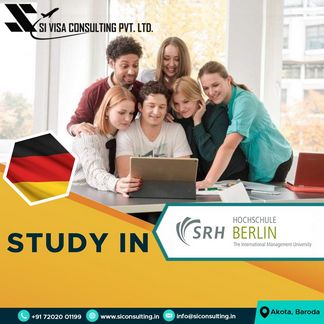 SI VISA CONSULTING PVT. LTD.
STUDY IN
SRH
HOCHSCHULE
BERLIN
The International Management University
+91 72020 01199
www.siconsulting.in
info@siconsulting.in
Akota, Baroda